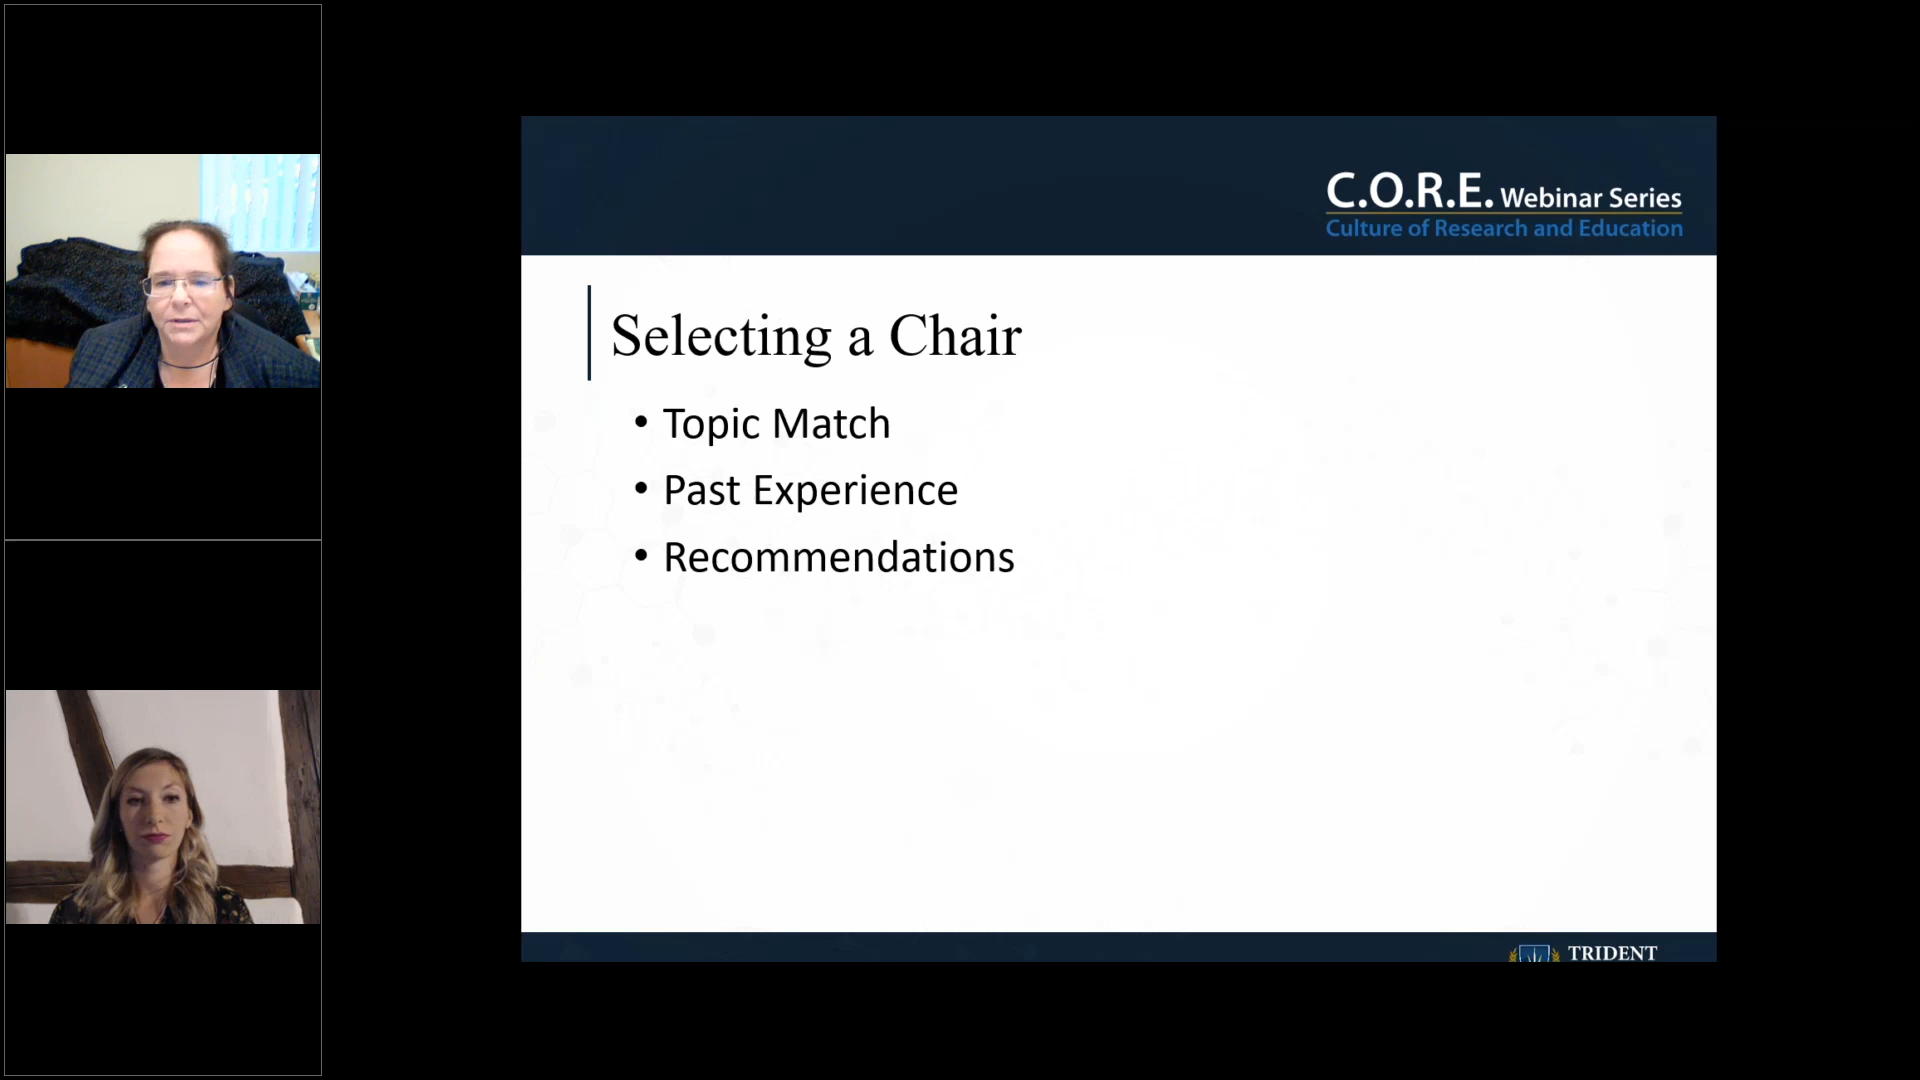 C.O.R.E. Webinar Series
Culture of Research and Education
Selecting a Chair
• Topic Match
• Past Experience
• Recommendations
TRIDENT